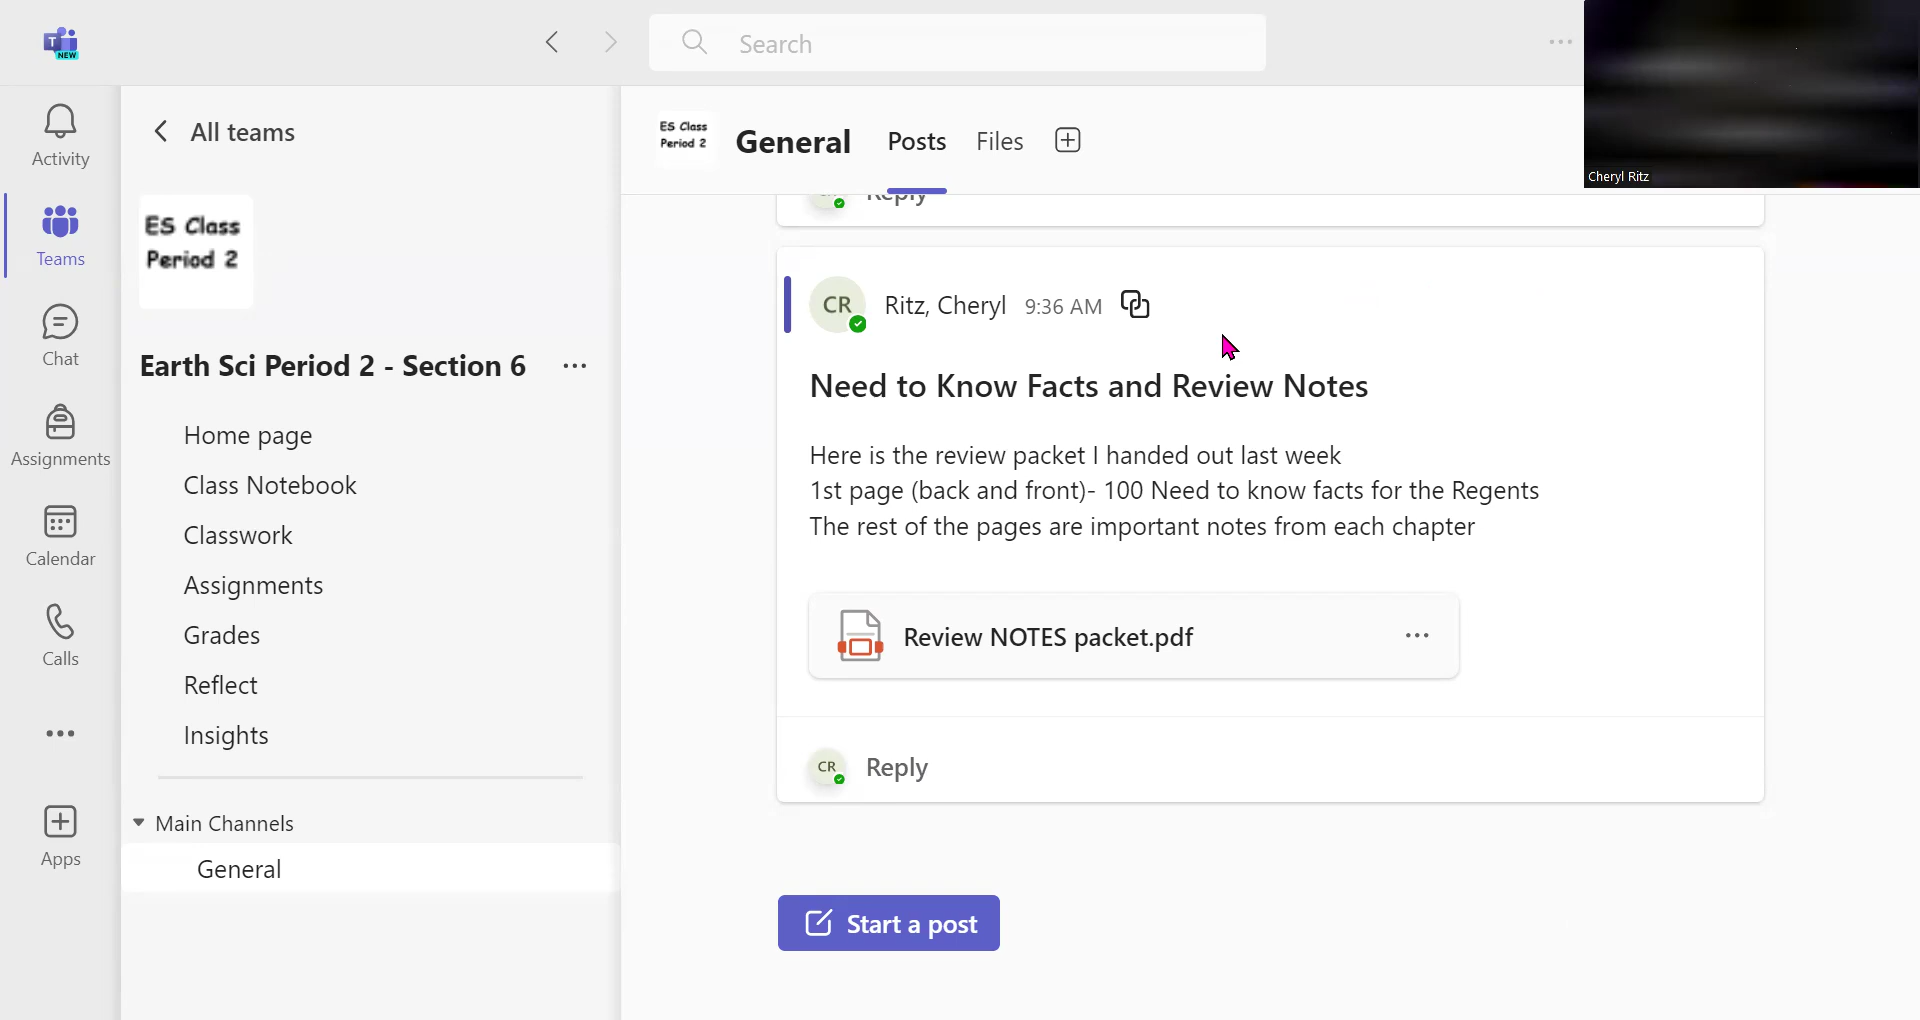 T
NEW
Search
Cheryl Ritz
Activity
Teams
Chat
Assignments
Calendar
Calls
Apps
All teams
ES Class
Period 2
Earth Sci Period 2 - Section 6
Home page
Class Notebook
Classwork
Assignments
Grades
Reflect
Insights
Main Channels
General
ES Class
Period 2
General
Posts
Files
Reply
CR
Ritz, Cheryl 9:36 AM
Need to Know Facts and Review Notes
Here is the review packet I handed out last week
1st page (back and front)- 100 Need to know facts for the Regents
The rest of the pages are important notes from each chapter
Review NOTES packet.pdf
CR
Reply
Start a post